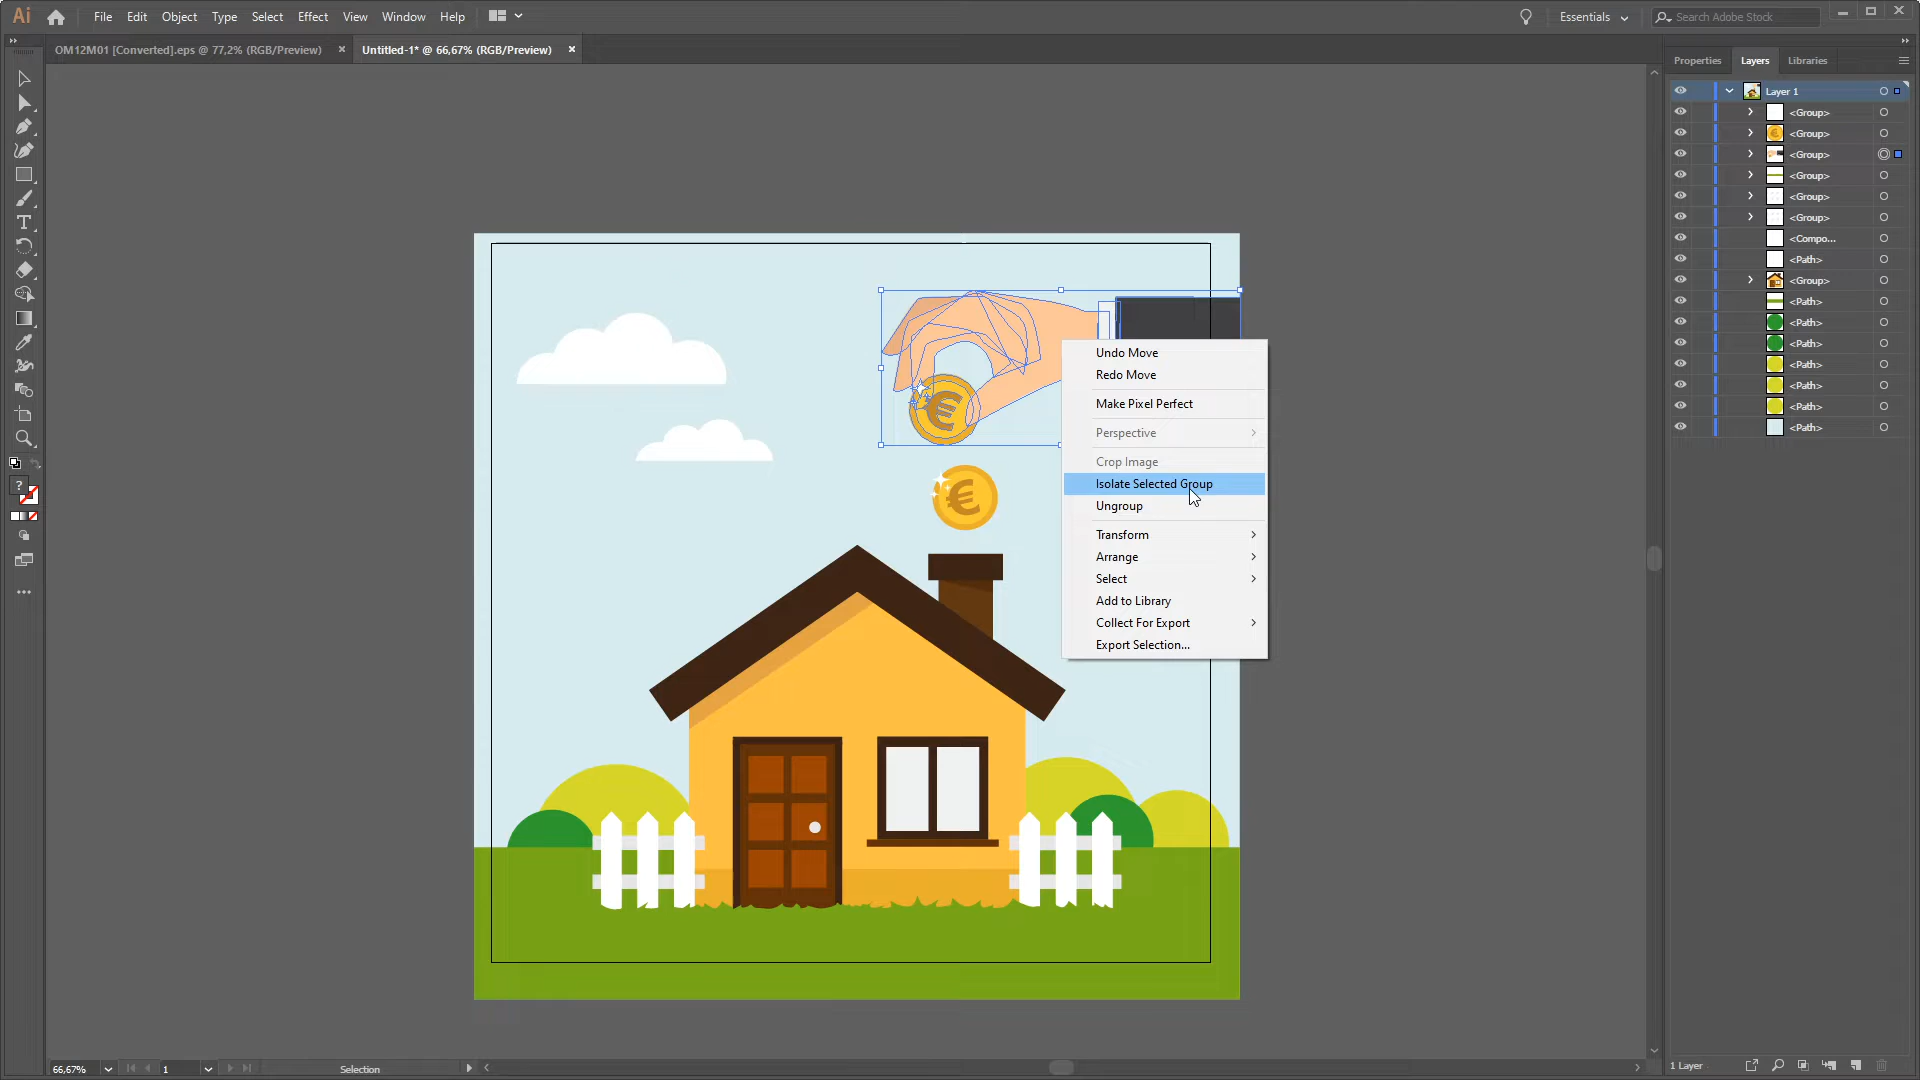 Ai File Edit Object Type Select Effect View Window Help Essentials Search Adobe Stock
OM12M01 [Converted].eps @ 77,2% (RGB/Preview) × Untitled-1* @ 66,67% (RGB/Preview) ×
Properties Layers Libraries
Layer 1
<Group>
<Group>
<Group>
<Group>
<Group>
<Group>
<Compo...
<Path>
<Group>
<Path>
<Path>
<Path>
<Path>
<Path>
<Path>
<Path>
T
?
€
€
Undo Move
Redo Move
Make Pixel Perfect
Perspective
Crop Image
Isolate Selected Group
Ungroup
Transform
Arrange
Select
Add to Library
Collect For Export
Export Selection...
66,67% 1 Selection
1 Layer